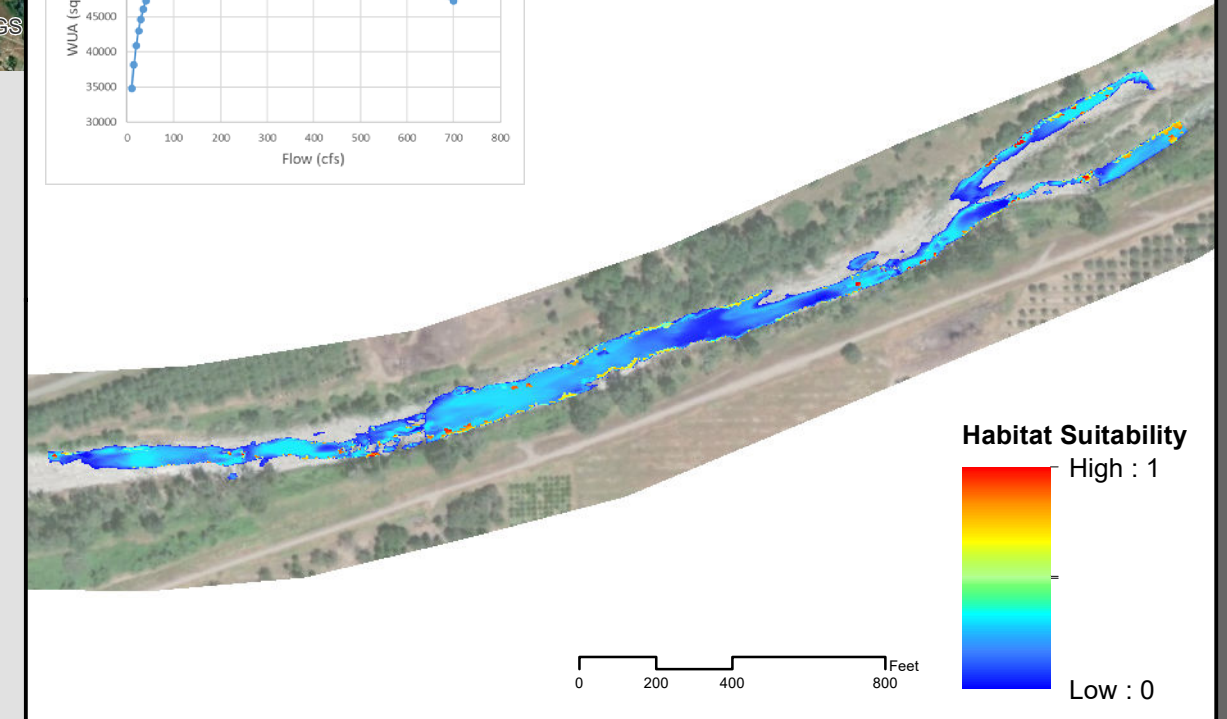 GS
WUA (sq
45000
40000
35000
30000
0 100 200 300 400 500 600 700 800
Flow (cfs)
Habitat Suitability
High : 1
Low : 0
Feet
0 200 400 800